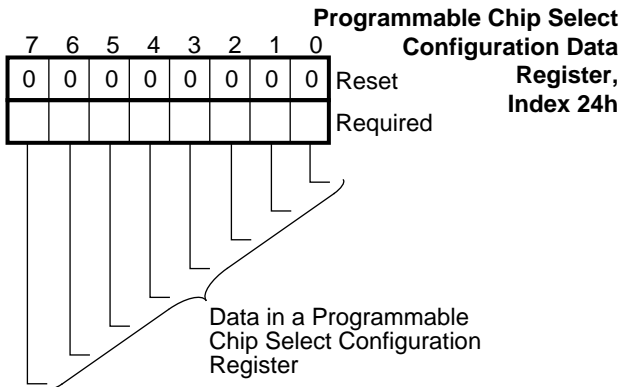 Programmable Chip Select
Configuration Data
Register,
Index 24h
7 6 5 4 3 2 1 0
0 0 0 0 0 0 0 0 Reset
Required
Data in a Programmable
Chip Select Configuration
Register